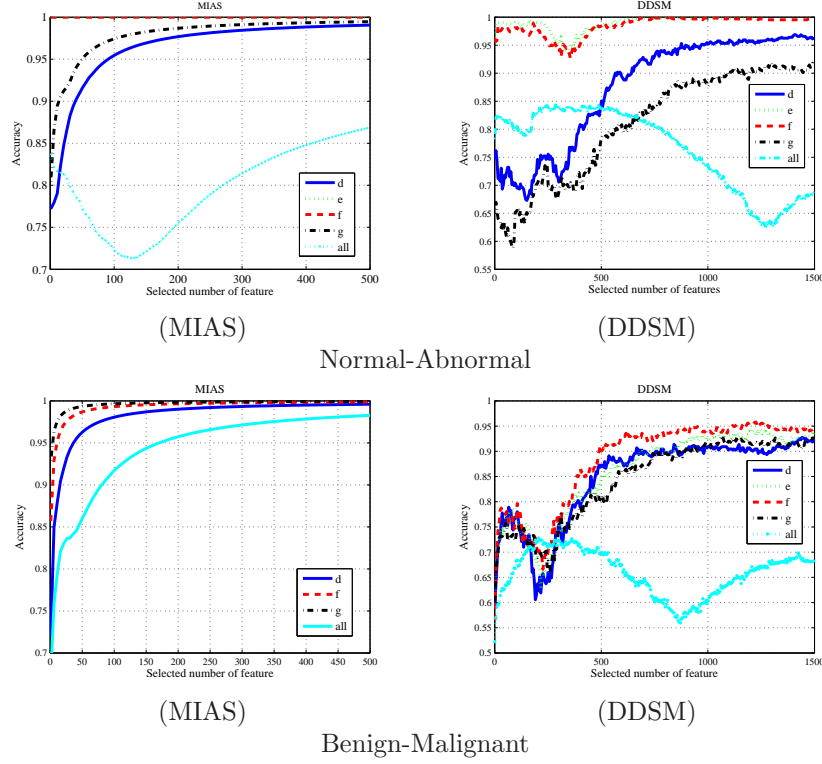 MIAS
1
0.95
0.9
0.85
0.8
0.75
0.7
Accuracy
0 100 200 300 400 500
Selected number of feature
d
e
f
g
all
(MIAS)
DDSM
1
0.95
0.9
0.85
0.8
0.75
0.7
0.65
0.6
0.55
Accuracy
0 500 1000 1500
Selected number of features
d
e
f
g
all
(DDSM)
Normal-Abnormal
MIAS
1
0.95
0.9
0.85
0.8
0.75
0.7
Accuracy
0 50 100 150 200 250 300 350 400 450 500
Selected number of feature
d
f
g
all
(MIAS)
DDSM
1
0.95
0.9
0.85
0.8
0.75
0.7
0.65
0.6
0.55
0.5
Accuracy
0 500 1000 1500
Selected number of feature
d
e
f
g
all
(DDSM)
Benign-Malignant